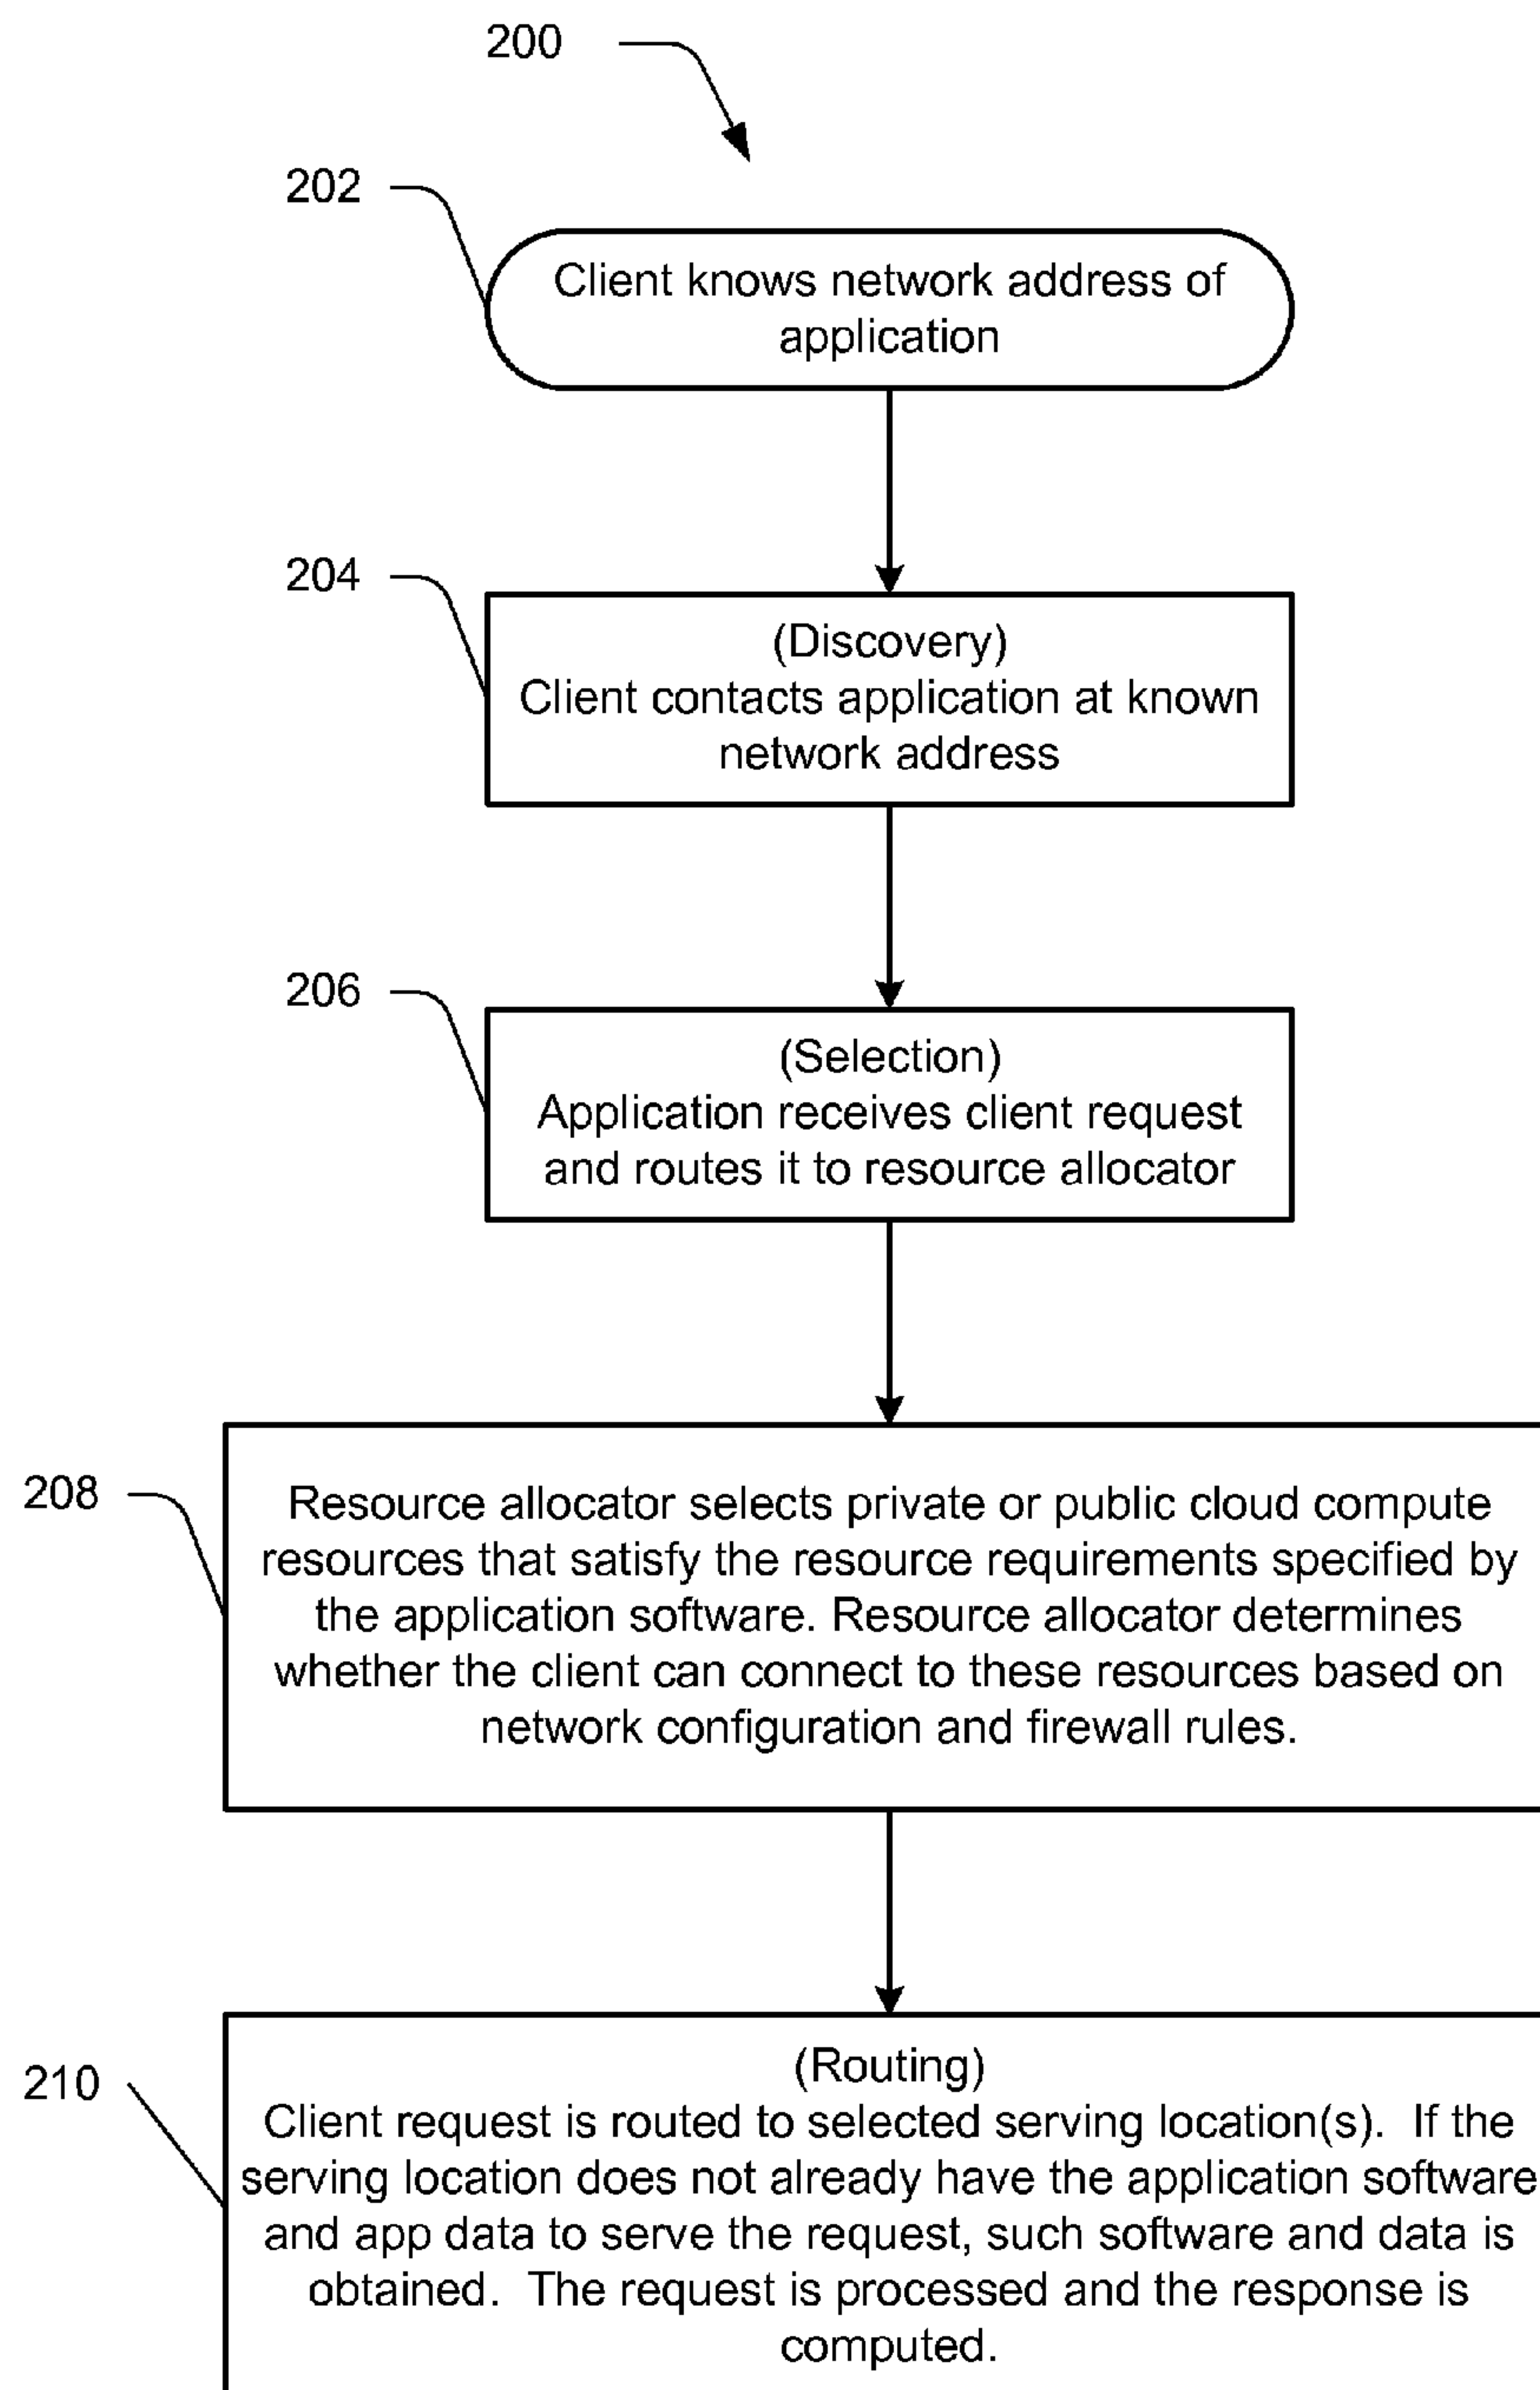 200
202
Client knows network address of
application
204
(Discovery)
Client contacts application at known
network address
206
(Selection)
Application receives client request
and routes it to resource allocator
208
Resource allocator selects private or public cloud compute
resources that satisfy the resource requirements specified by
the application software. Resource allocator determines
whether the client can connect to these resources based on
network configuration and firewall rules.
210
(Routing)
Client request is routed to selected serving location(s).  If the
serving location does not already have the application software
and app data to serve the request, such software and data is
obtained.  The request is processed and the response is
computed.